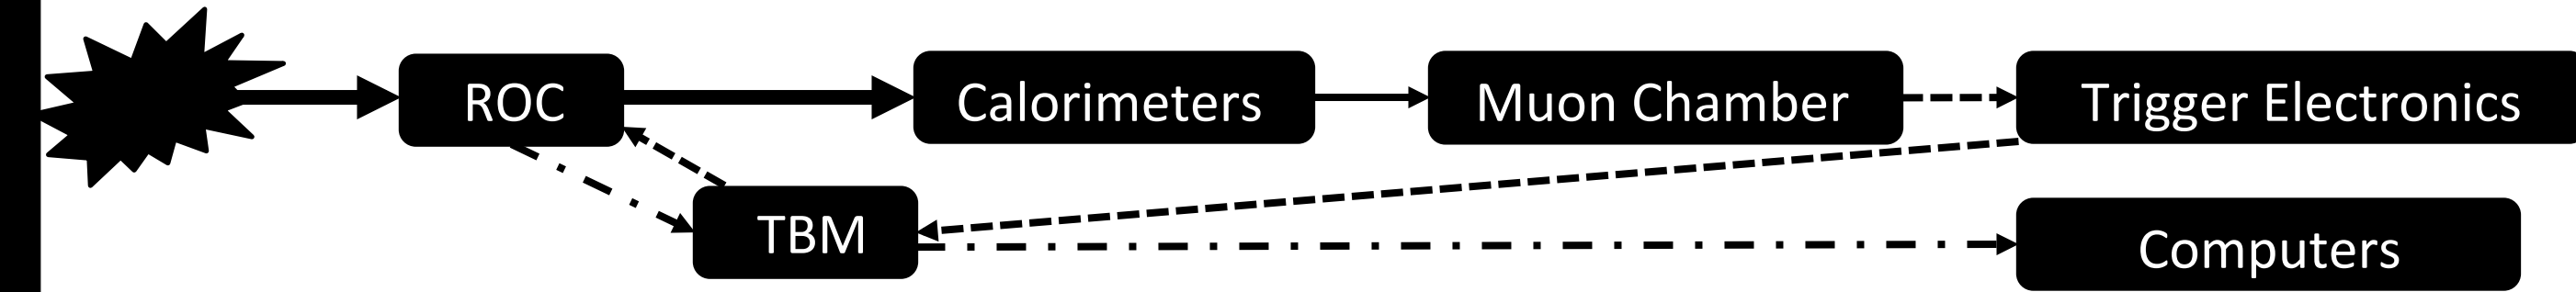 ROC
Calorimeters
Muon Chamber
Trigger Electronics
TBM
Computers